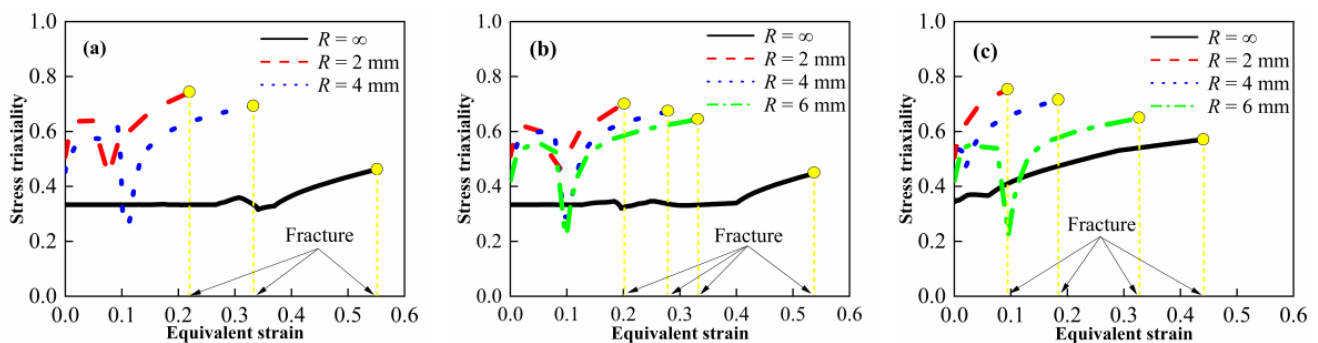 (a)
R = ∞
R = 2 mm
R = 4 mm
Fracture
Stress triaxiality
1.0
0.8
0.6
0.4
0.2
0.0
0.0 0.1 0.2 0.3 0.4 0.5 0.6
Equivalent strain
(b)
R = ∞
R = 2 mm
R = 4 mm
R = 6 mm
Fracture
Stress triaxiality
1.0
0.8
0.6
0.4
0.2
0.0
0.0 0.1 0.2 0.3 0.4 0.5 0.6
Equivalent strain
(c)
R = ∞
R = 2 mm
R = 4 mm
R = 6 mm
Fracture
Stress triaxiality
1.0
0.8
0.6
0.4
0.2
0.0
0.0 0.1 0.2 0.3 0.4 0.5 0.6
Equivalent strain